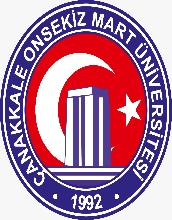 ÇANAKKALE ONSEKİZ MART ÜNİVERSİTESİ
1992